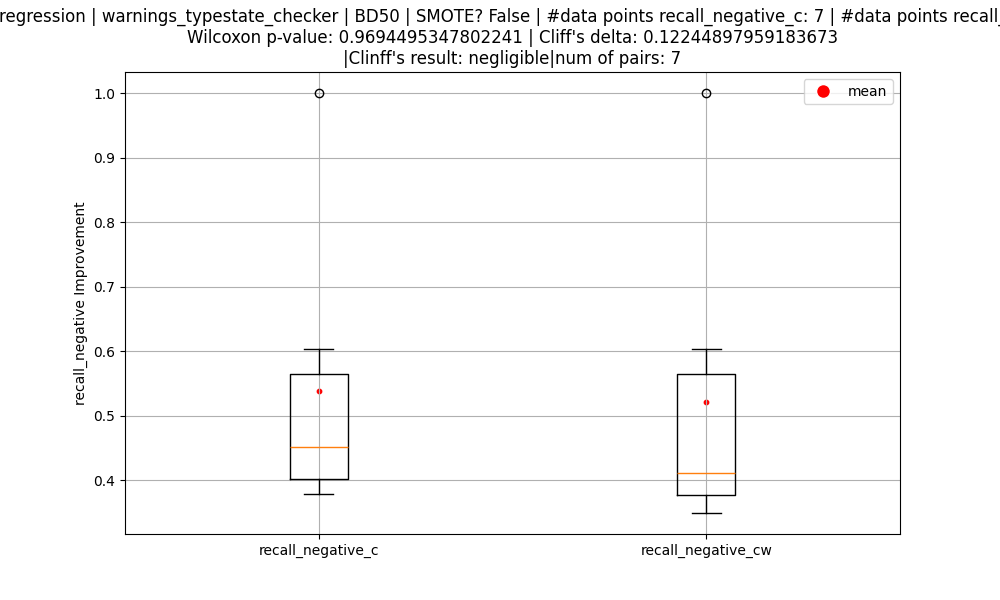 regression | warnings_typestate_checker | BD50 | SMOTE? False | #data points recall_negative_c: 7 | #data points recall_
Wilcoxon p-value: 0.9694495347802241 | Cliff's delta: 0.12244897959183673
|Clinff's result: negligible|num of pairs: 7
mean
1.0
0.9
0.8
0.7
0.6
0.5
0.4
recall_negative Improvement
recall_negative_c
recall_negative_cw